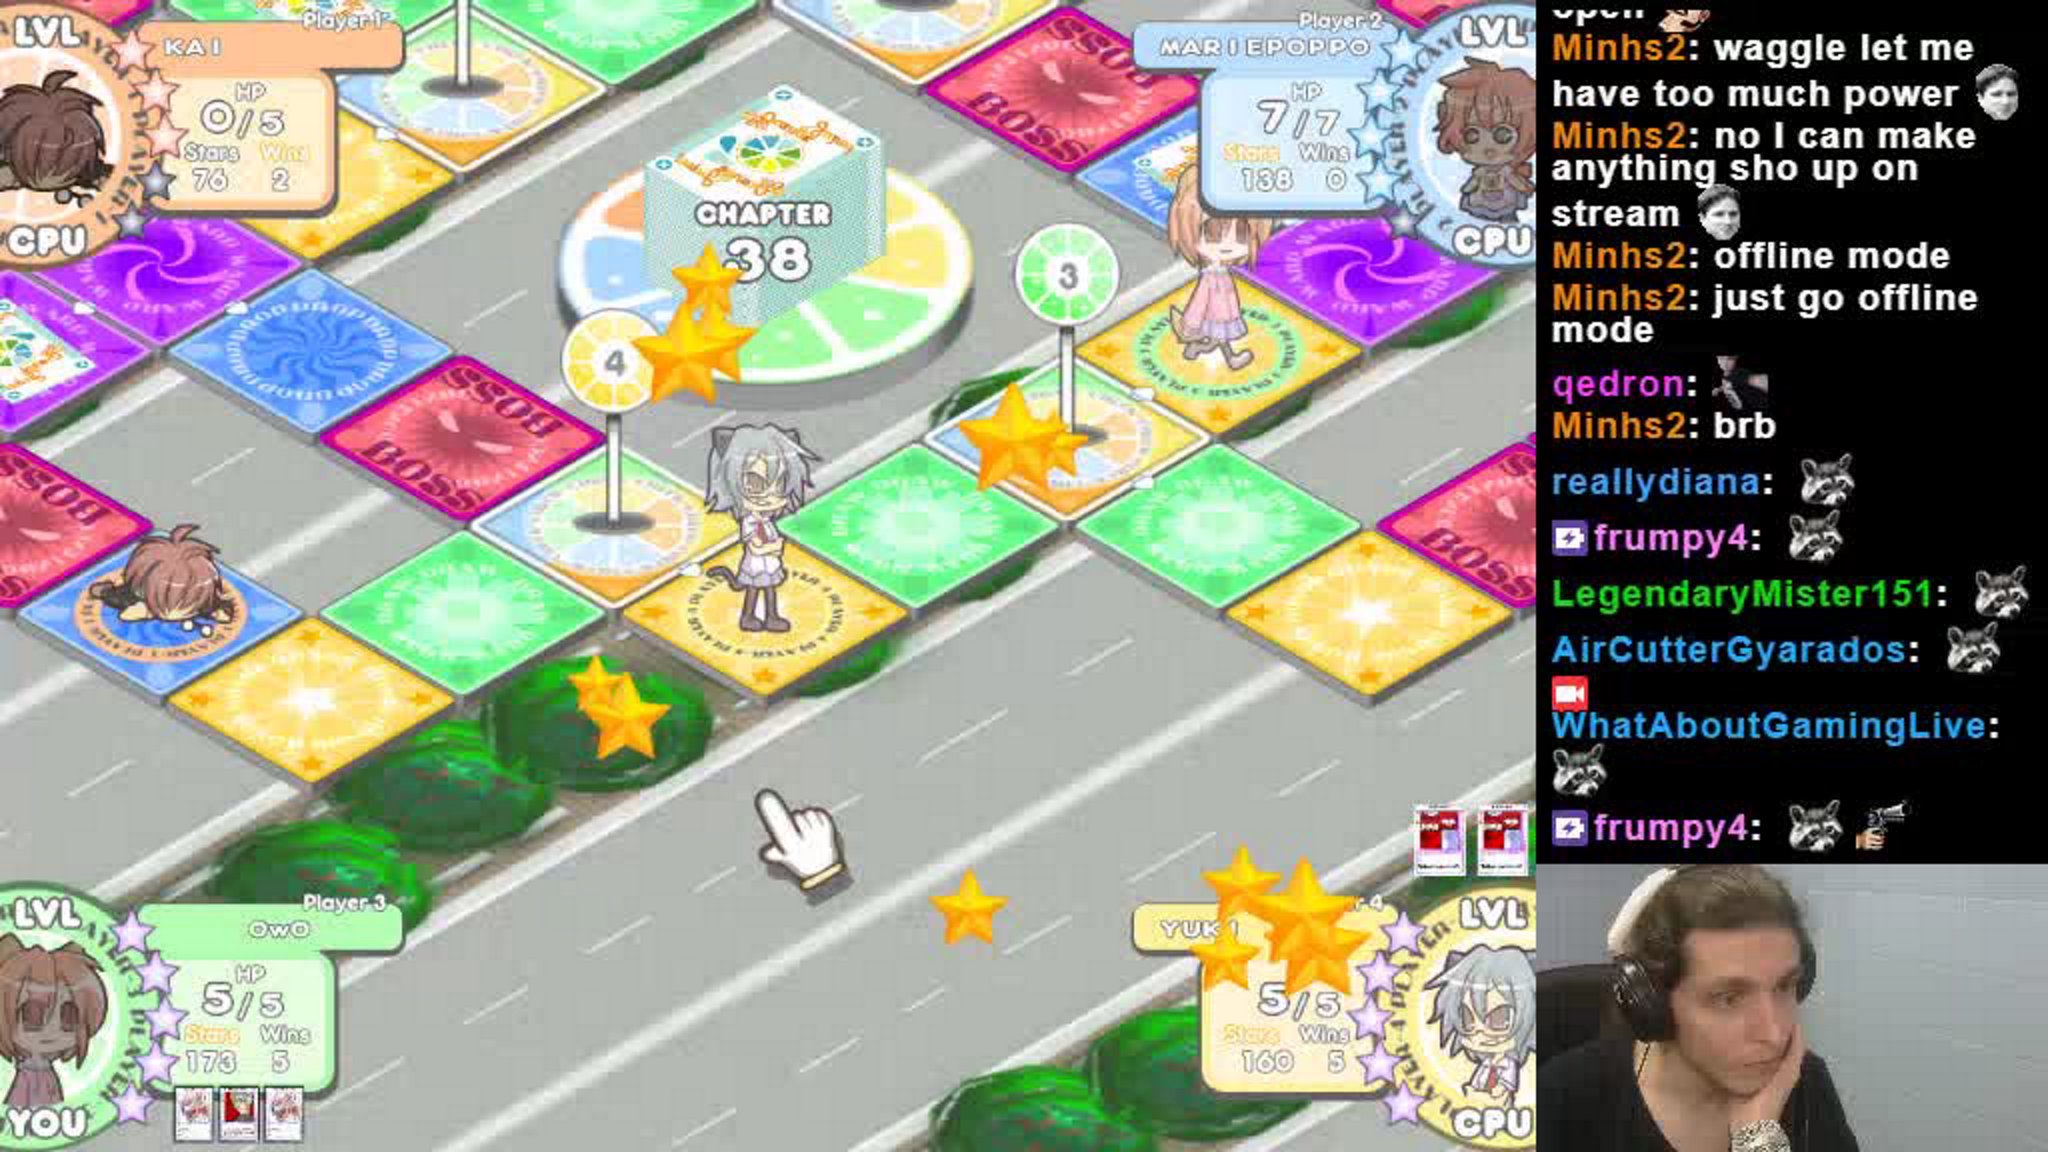 Player 1
LVL
KAI
HP
0/5
Stars Wins
76 2
CPU
Player 2
LVL
MARIEPOPPO
HP
7/7
Stars Wins
138 0
CPU
CHAPTER
38
4
3
BOSS
BOSS
BOSS
BOSS
BOSS
Player 3
LVL
OwO
HP
5/5
Stars Wins
173 5
YOU
LVL
5/5
Stars Wins
160 5
CPU
Minhs2: waggle let me
have too much power
Minhs2: no I can make
anything sho up on
stream
Minhs2: offline mode
Minhs2: just go offline
mode
qedron:
Minhs2: brb
reallydiana:
frumpy4:
LegendaryMister151:
AirCutterGyarados:
WhatAboutGamingLive:
frumpy4: